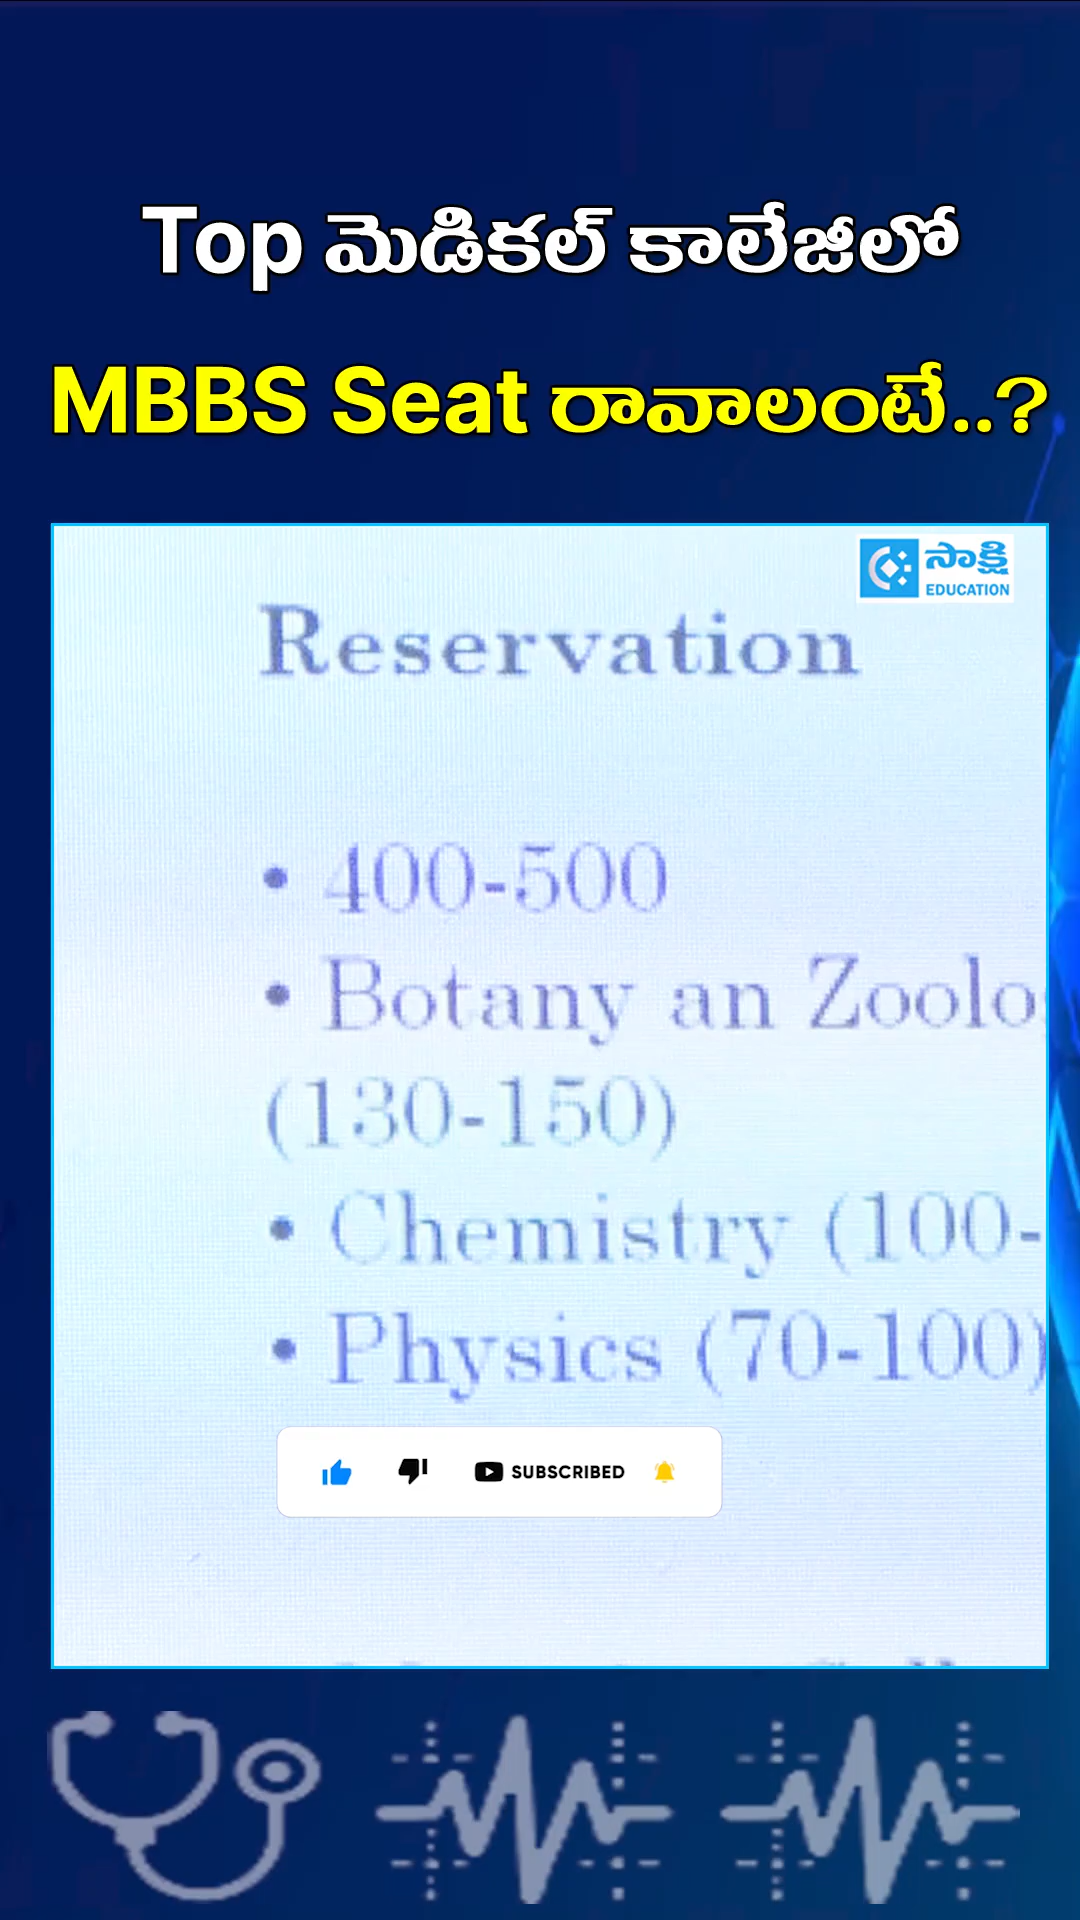 Top మెడికల్ కాలేజీలో
MBBS Seat రావాలంటే..?
సాక్షి
EDUCATION
Reservation
• 400-500
• Botany an Zoolo
(130-150)
• Chemistry (100-
• Physics (70-100)
SUBSCRIBED